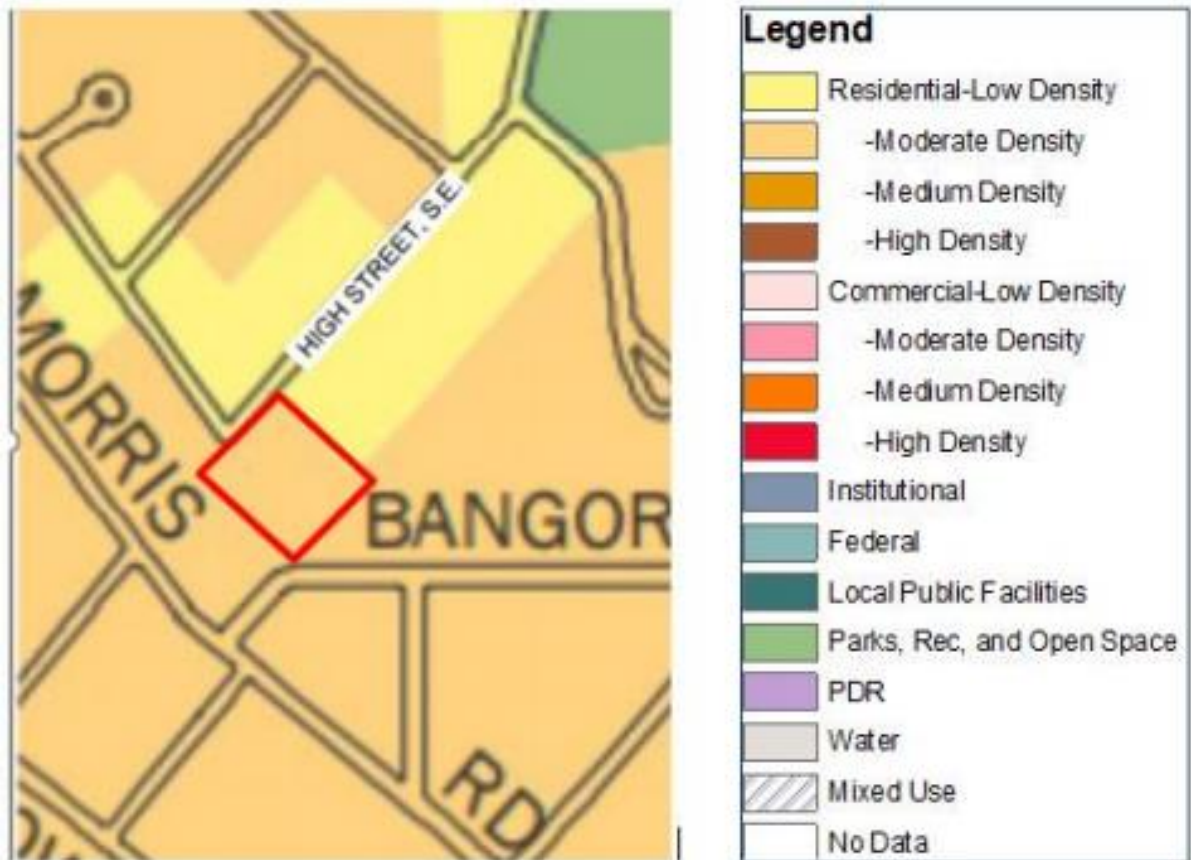 HIGH STREET, S.E.
MORRIS
BANGOR
RD
Legend
Residential-Low Density
-Moderate Density
-Medium Density
-High Density
Commercial-Low Density
-Moderate Density
-Medium Density
-High Density
Institutional
Federal
Local Public Facilities
Parks, Rec, and Open Space
PDR
Water
Mixed Use
No Data